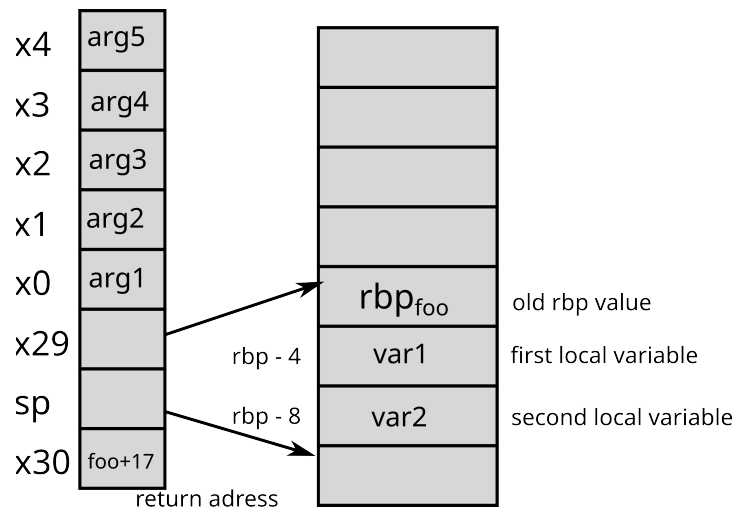 x4 arg5
x3 arg4
x2 arg3
x1 arg2
x0 arg1
x29
sp
x30 foo+17
return adress
rbpfoo old rbp value
rbp - 4 var1 first local variable
rbp - 8 var2 second local variable